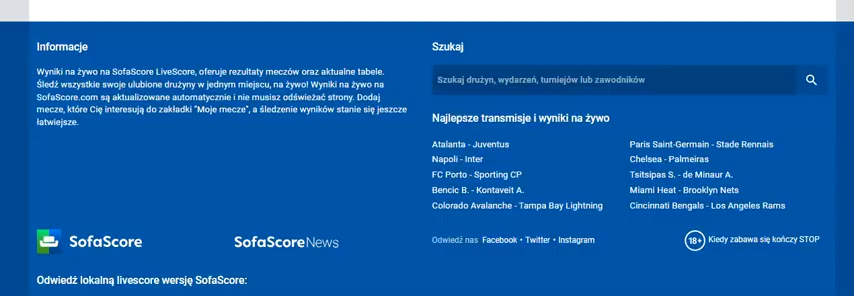 Informacje
Wyniki na żywo na SofaScore LiveScore, oferuje rezultaty meczów oraz aktualne tabele.
Śledź wszystkie swoje ulubione drużyny w jednym miejscu, na żywo! Wyniki na żywo na
SofaScore.com są aktualizowane automatycznie i nie musisz odświeżać strony. Dodaj
mecze, które Cię interesują do zakładki "Moje mecze", a śledzenie wyników stanie się jeszcze
łatwiejsze.
Szukaj
Szukaj drużyn, wydarzeń, turniejów lub zawodników
Najlepsze transmisje i wyniki na żywo
Atalanta - Juventus
Napoli - Inter
FC Porto - Sporting CP
Bencic B. - Kontaveit A.
Colorado Avalanche - Tampa Bay Lightning
Paris Saint-Germain - Stade Rennais
Chelsea - Palmeiras
Tsitsipas S. - de Minaur A.
Miami Heat - Brooklyn Nets
Cincinnati Bengals - Los Angeles Rams
SofaScore
SofaScoreNews
Odwiedź nas Facebook • Twitter • Instagram
18+ Kiedy zabawa się kończy STOP
Odwiedź lokalną livescore wersję SofaScore: